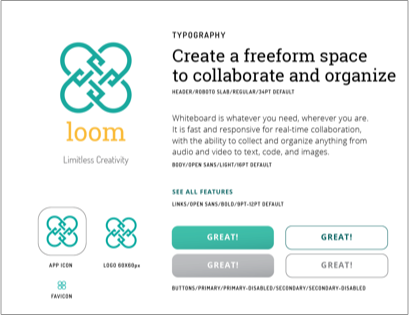 TYPOGRAPHY
Create a freeform space
to collaborate and organize
HEADER/ROBOTO SLAB/REGULAR/34PT DEFAULT
loom
Limitless Creativity
Whiteboard is whatever you need, wherever you are.
It is fast and responsive for real-time collaboration,
with the ability to collect and organize anything from
audio and video to text, code, and images.
BODY/OPEN SANS/LIGHT/16PT DEFAULT
SEE ALL FEATURES
LINKS/OPEN SANS/BOLD/9PT-12PT DEFAULT
GREAT!
GREAT!
GREAT!
GREAT!
APP ICON
LOGO 60X60px
FAVICON
BUTTONS/PRIMARY/PRIMARY-DISABLED/SECONDARY/SECONDARY-DISABLED